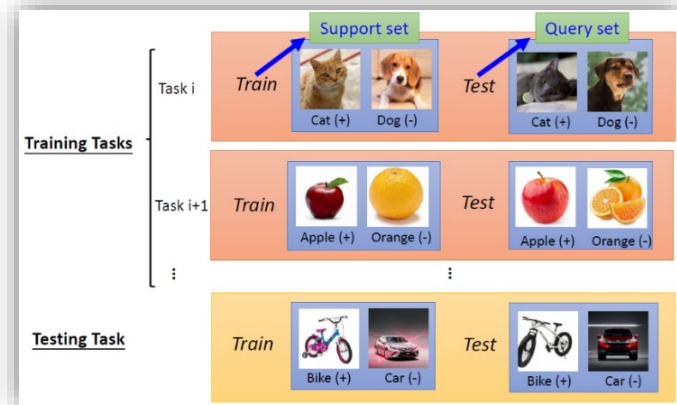 Support set
Query set
Task i
Train
Test
Cat (+)
Dog (-)
Cat (+)
Dog (-)
Training Tasks
Task i+1
Train
Test
Apple (+)
Orange (-)
Apple (+)
Orange (-)
⋮
⋮
Testing Task
Train
Test
Bike (+)
Car (-)
Bike (+)
Car (-)